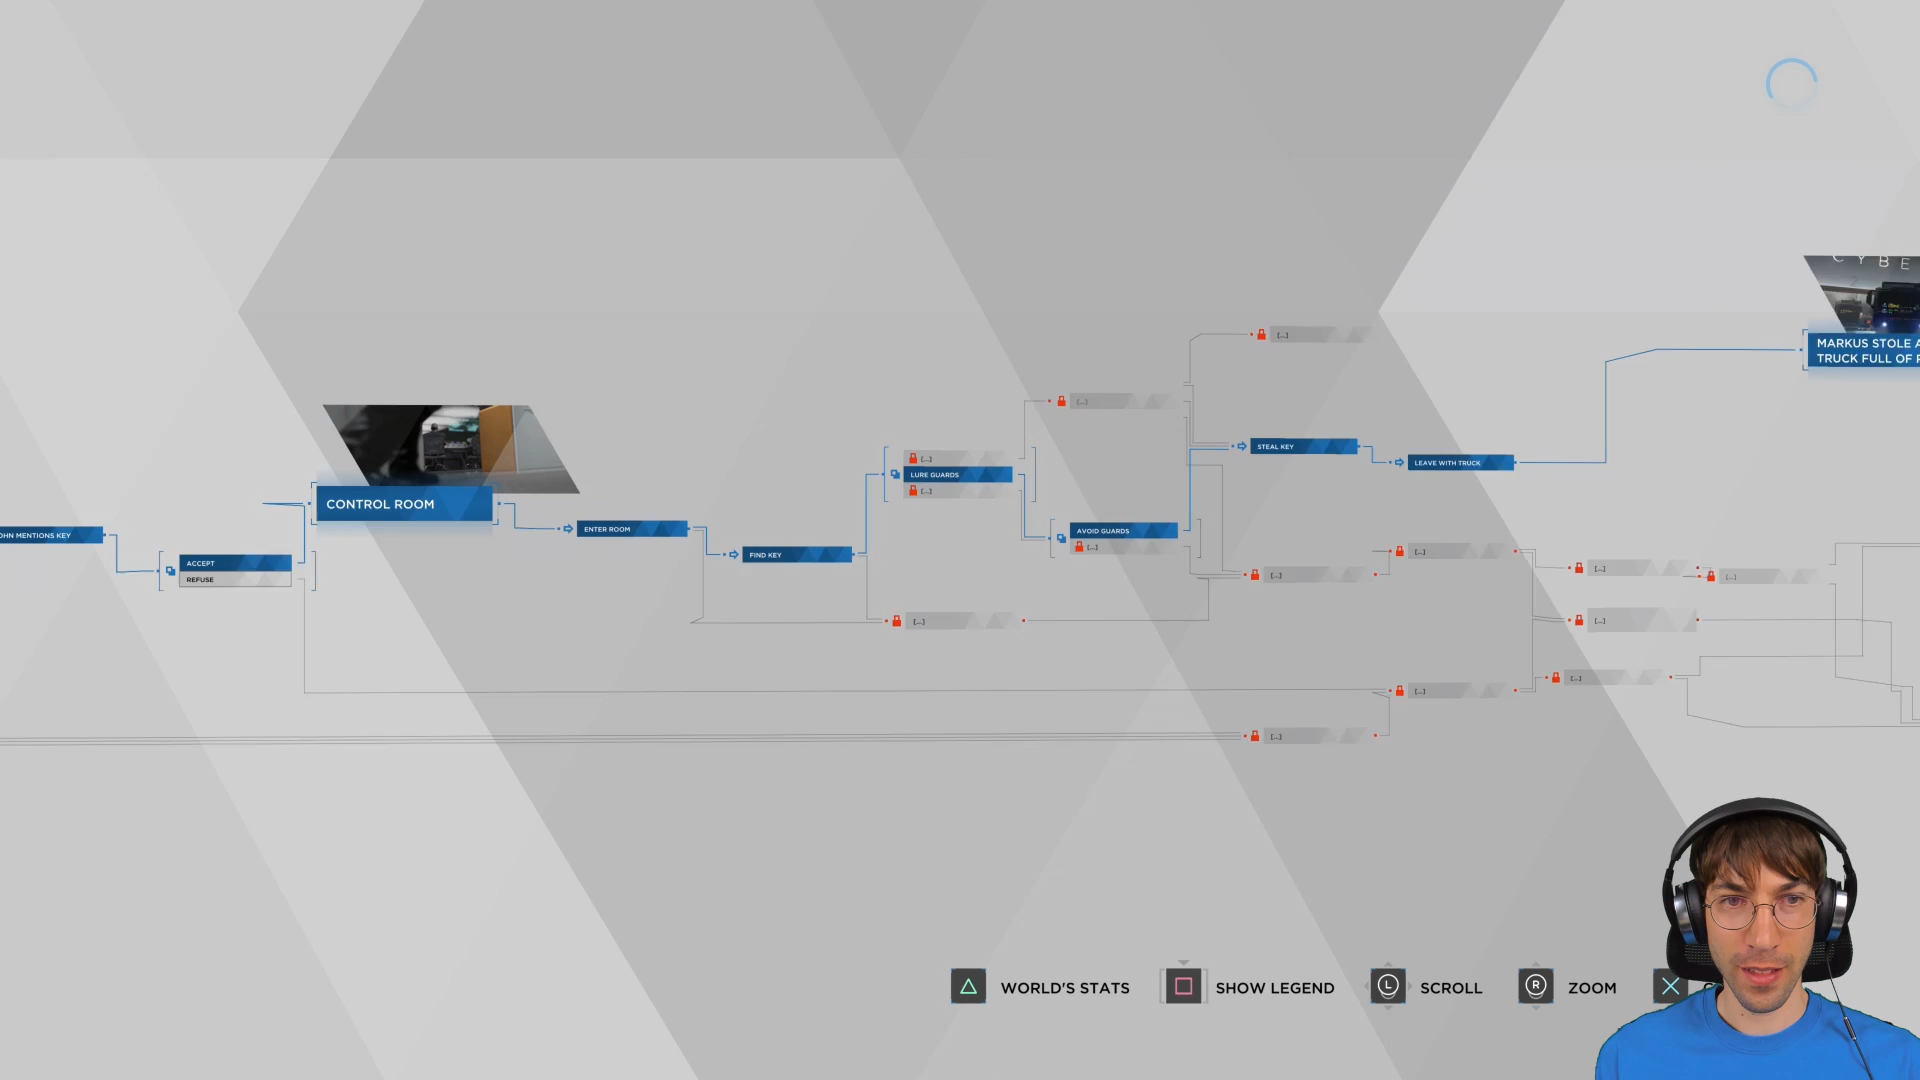 CYBE
MARKUS STOLE A
TRUCK FULL OF
[...]
[...]
STEAL KEY
LEAVE WITH TRUCK
[...]
LURE GUARDS
[...]
CONTROL ROOM
OHN MENTIONS KEY
ENTER ROOM
AVOID GUARDS
[...]
FIND KEY
[...]
ACCEPT
REFUSE
[...]
[...]
[...]
[...]
[...]
[...]
[...]
[...]
WORLD'S STATS
SHOW LEGEND
L
SCROLL
R
ZOOM